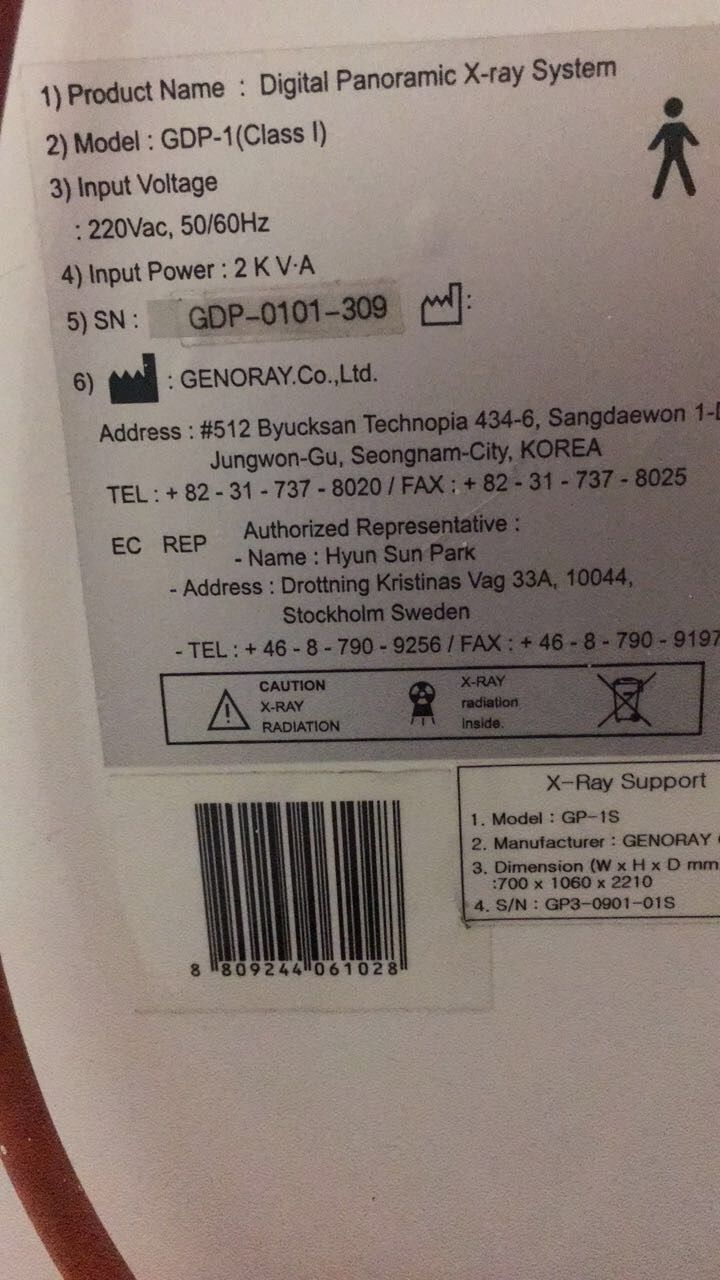 1) Product Name : Digital Panoramic X-ray System
2) Model : GDP-1(Class I)
3) Input Voltage
: 220Vac, 50/60Hz
4) Input Power : 2 K V·A
5) SN : GDP-0101-309 :
6) : GENORAY.Co.,Ltd.
Address : #512 Byucksan Technopia 434-6, Sangdaewon
Jungwon-Gu, Seongnam-City, KOREA
TEL : + 82 - 31 - 737 - 8020 / FAX : + 82 - 31 - 737 - 8025
EC REP Authorized Representative :
- Name : Hyun Sun Park
- Address : Drottning Kristinas Vag 33A, 10044,
Stockholm Sweden
- TEL : + 46 - 8 - 790 - 9256 / FAX : + 46 - 8 - 790 - 9197
CAUTION
X-RAY
RADIATION
X-RAY
radiation
inside.
X-Ray Support
1. Model : GP-1S
2. Manufacturer : GENORAY
3. Dimension (W x H x D mm
:700 x 1060 x 2210
4. S/N : GP3-0901-01S
8 809244 061028